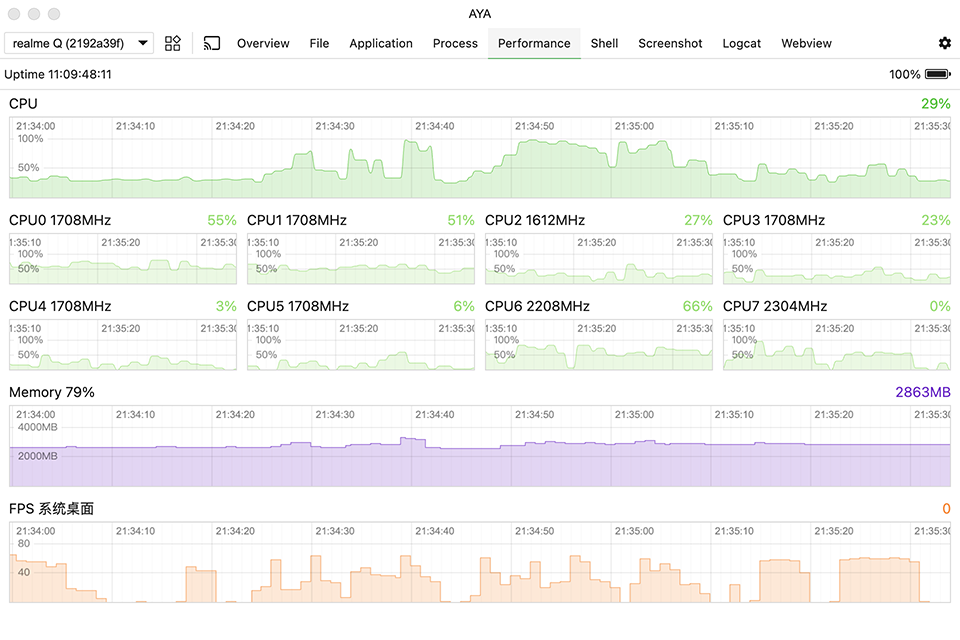 AYA
realme Q (2192a39f) Overview File Application Process Performance Shell Screenshot Logcat Webview
Uptime 11:09:48:11 100%
CPU 29%
21:34:00 21:34:10 21:34:20 21:34:30 21:34:40 21:34:50 21:35:00 21:35:10 21:35:20 21:35:30
100%
50%
CPU0 1708MHz 55% CPU1 1708MHz 51% CPU2 1612MHz 27% CPU3 1708MHz 23%
1:35:10 21:35:20 21:35:30 1:35:10 21:35:20 21:35:30 1:35:10 21:35:20 21:35:30 1:35:10 21:35:20 21:35:30
100% 100% 100% 100%
50% 50% 50% 50%
CPU4 1708MHz 3% CPU5 1708MHz 6% CPU6 2208MHz 66% CPU7 2304MHz 0%
1:35:10 21:35:20 21:35:30 1:35:10 21:35:20 21:35:30 1:35:10 21:35:20 21:35:30 1:35:10 21:35:20 21:35:30
100% 100% 100% 100%
50% 50% 50% 50%
Memory 79% 2863MB
21:34:00 21:34:10 21:34:20 21:34:30 21:34:40 21:34:50 21:35:00 21:35:10 21:35:20 21:35:30
4000MB
2000MB
FPS 系统桌面 0
21:34:00 21:34:10 21:34:20 21:34:30 21:34:40 21:34:50 21:35:00 21:35:10 21:35:20 21:35:30
80
40